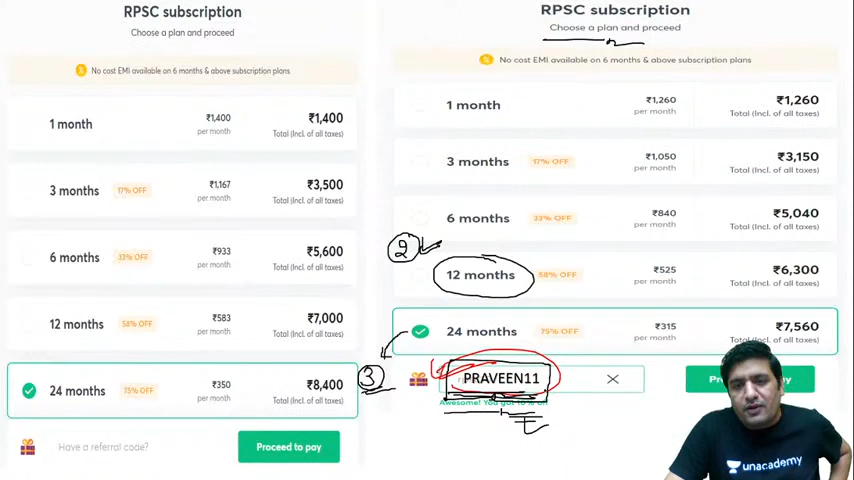 RPSC subscription
Choose a plan and proceed
No cost EMI available on 6 months & above subscription plans
1 month ₹1,400 per month ₹1,400 Total (Incl. of all taxes)
3 months 17% OFF ₹1,167 per month ₹3,500 Total (Incl. of all taxes)
6 months 33% OFF ₹933 per month ₹5,600 Total (Incl. of all taxes)
12 months 58% OFF ₹583 per month ₹7,000 Total (Incl. of all taxes)
24 months 75% OFF ₹350 per month ₹8,400 Total (Incl. of all taxes)
Have a referral code? Proceed to pay
RPSC subscription
Choose a plan and proceed
No cost EMI available on 6 months & above subscription plans
1 month ₹1,260 per month ₹1,260 Total (Incl. of all taxes)
3 months 17% OFF ₹1,050 per month ₹3,150 Total (Incl. of all taxes)
6 months 33% OFF ₹840 per month ₹5,040 Total (Incl. of all taxes)
2
12 months 58% OFF ₹525 per month ₹6,300 Total (Incl. of all taxes)
24 months 75% OFF ₹315 per month ₹7,560 Total (Incl. of all taxes)
3
PRAVEEN11
Awesome! You got 10% off
unacademy